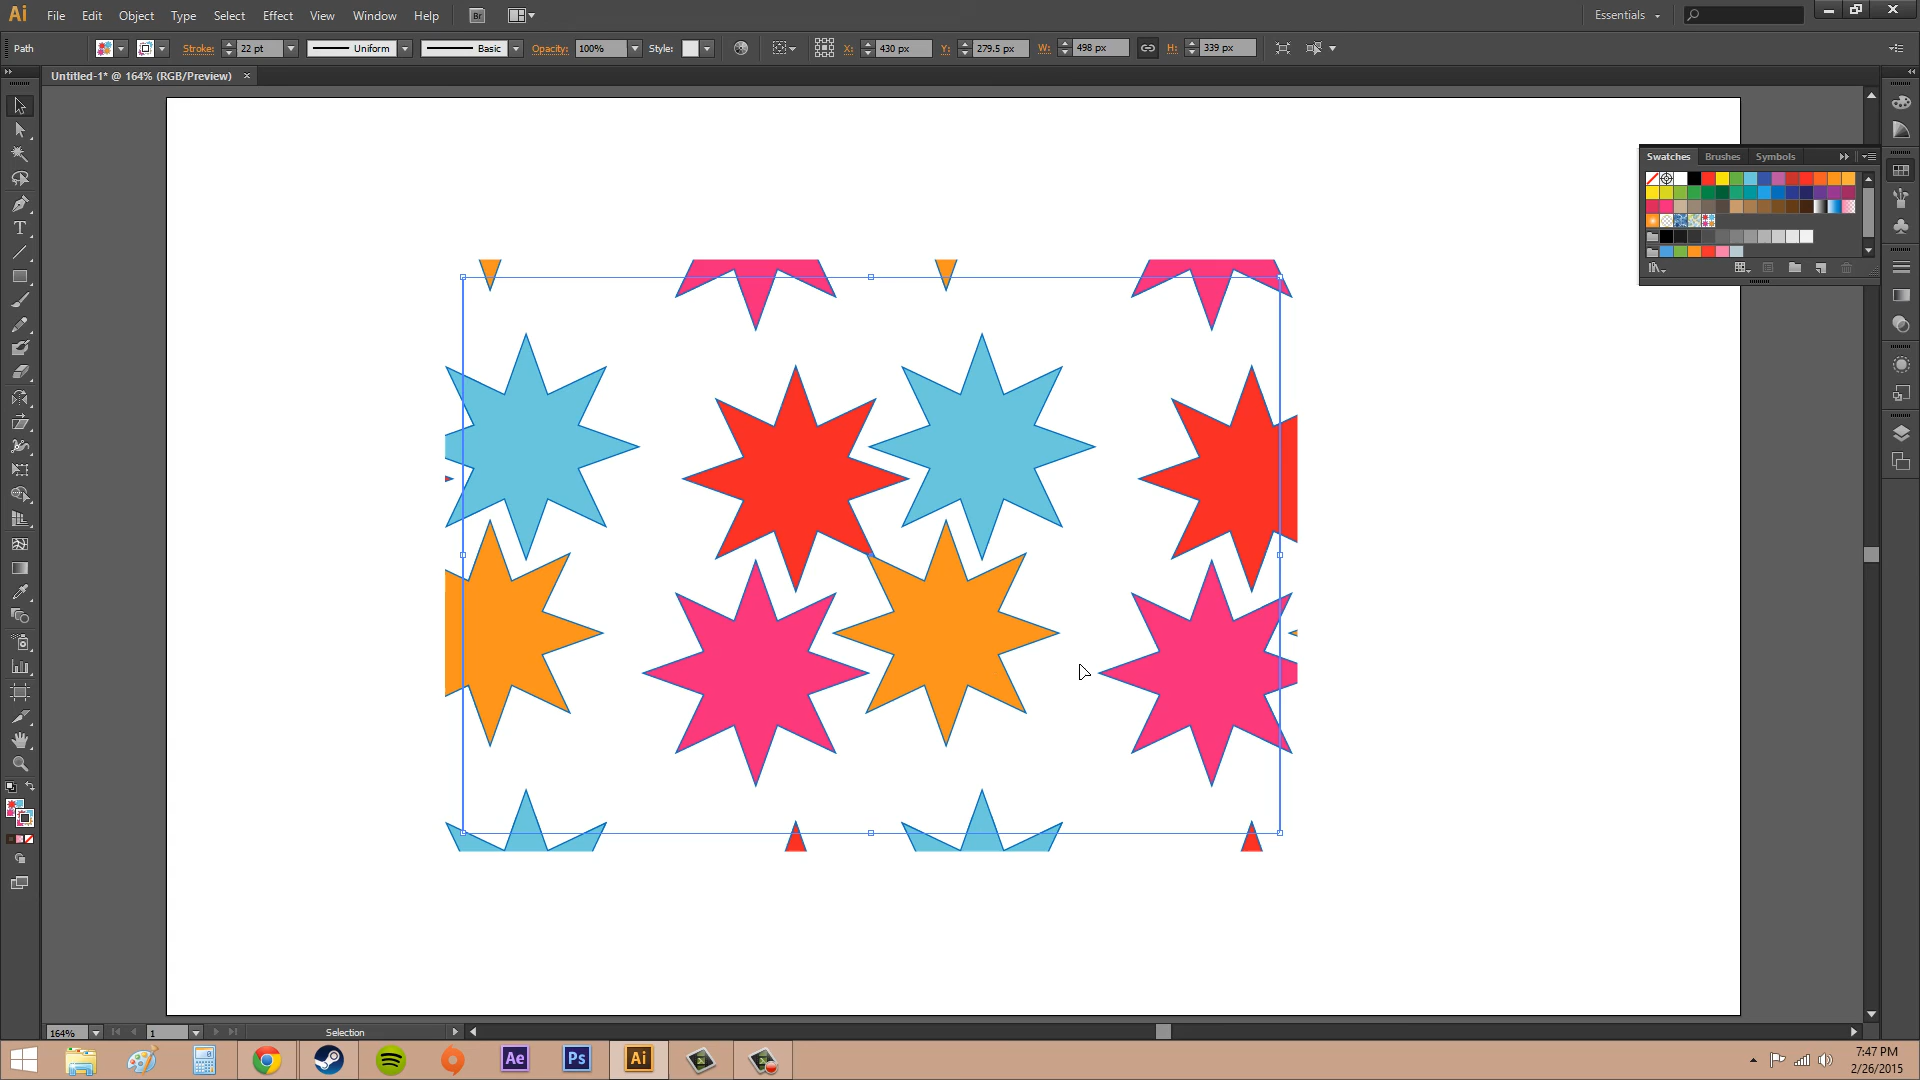 Ai File Edit Object Type Select Effect View Window Help Br Essentials
Path Stroke: 22 pt Uniform Basic Opacity: 100% Style: X: 430 px Y: 279.5 px W: 498 px H: 339 px
Untitled-1* @ 164% (RGB/Preview) ×
Swatches Brushes Symbols
T
164% 1 Selection
Ae Ps Ai
7:47 PM
2/26/2015